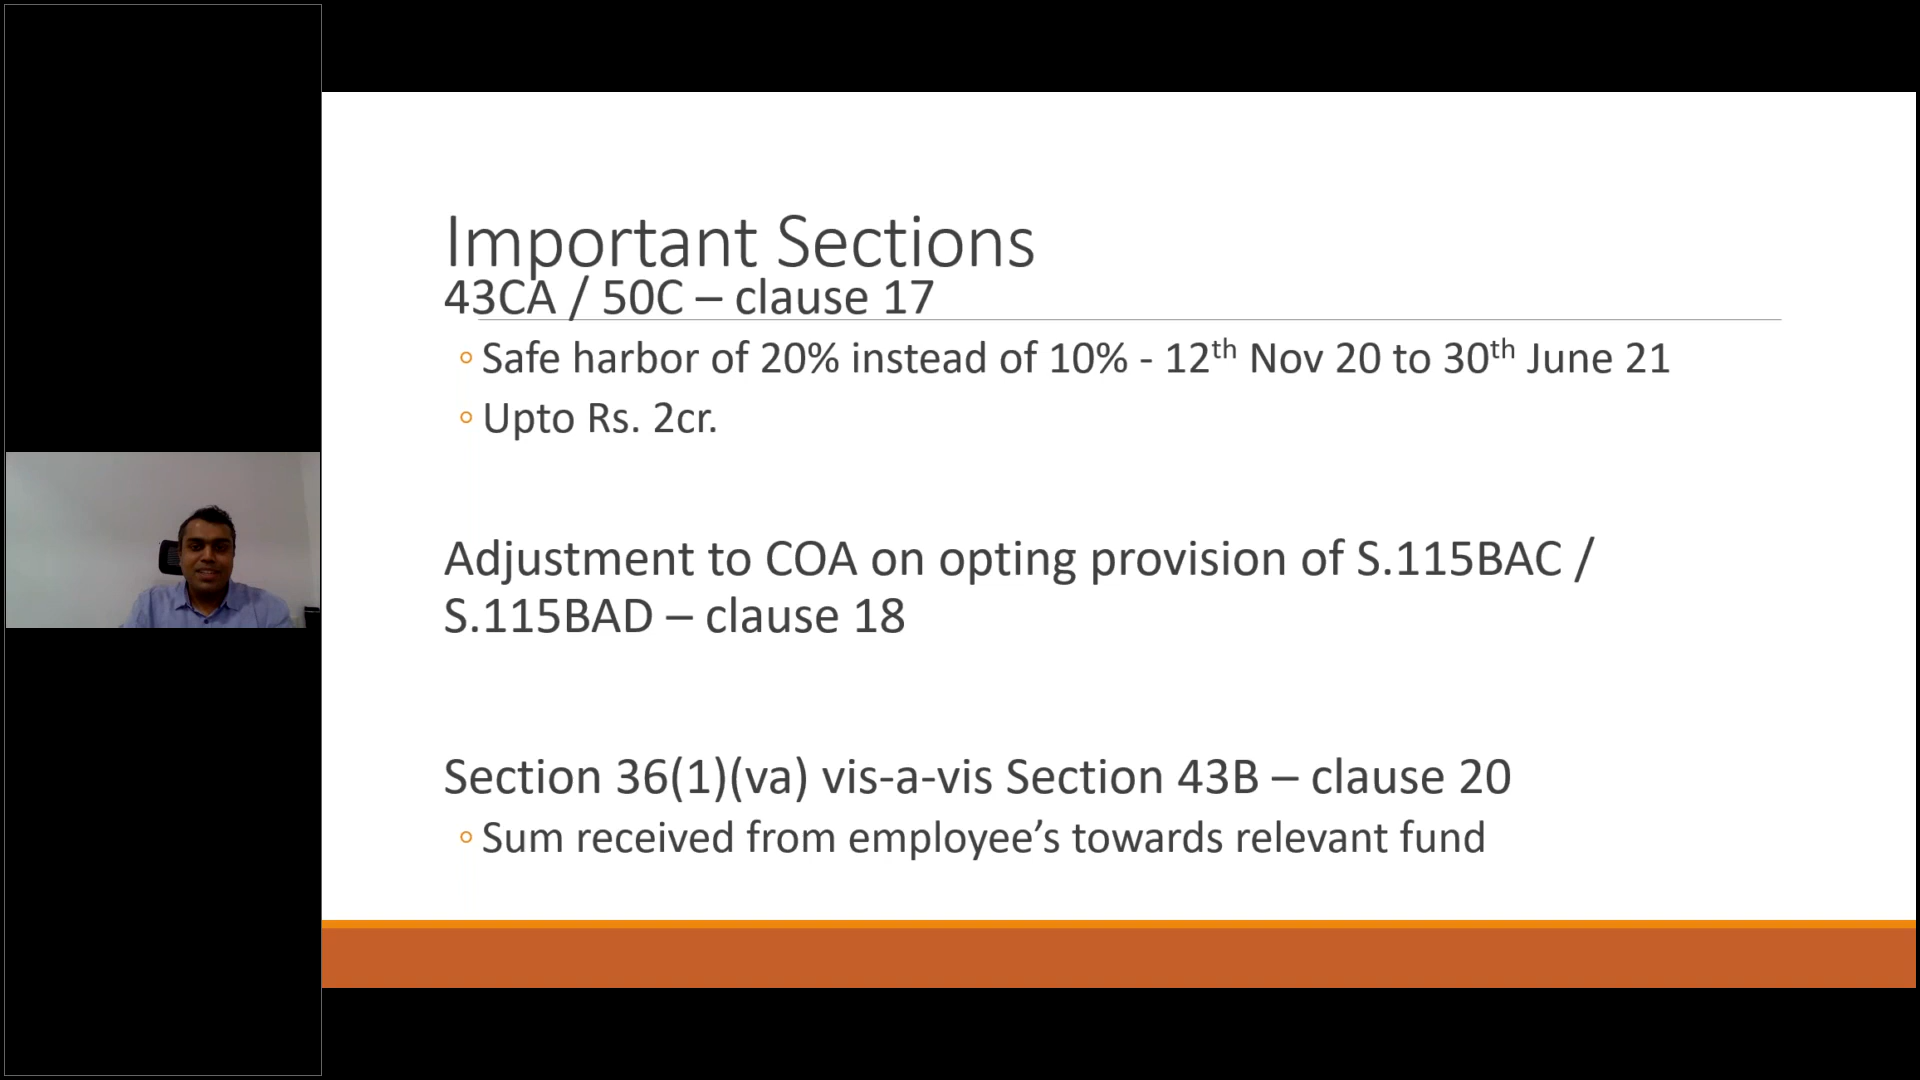 Important Sections
43CA / 50C – clause 17
◦ Safe harbor of 20% instead of 10% - 12th Nov 20 to 30th June 21
◦ Upto Rs. 2cr.
Adjustment to COA on opting provision of S.115BAC /
S.115BAD – clause 18
Section 36(1)(va) vis-a-vis Section 43B – clause 20
◦ Sum received from employee’s towards relevant fund